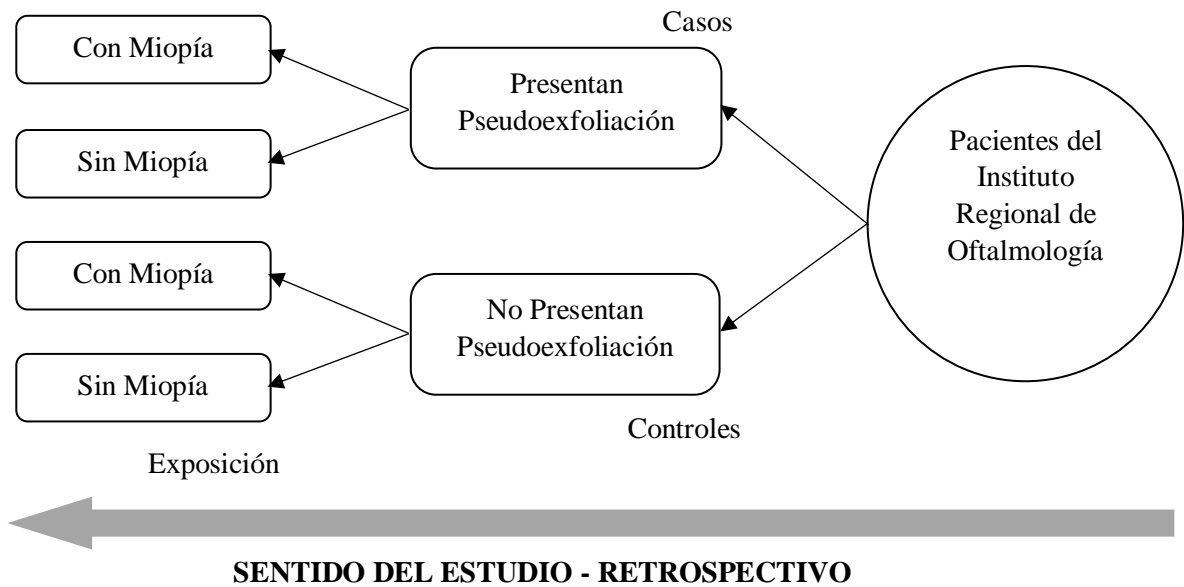 Casos
Con Miopía
Sin Miopía
Presentan
Pseudoexfoliación
Pacientes del
Instituto
Regional de
Oftalmología
Con Miopía
Sin Miopía
No Presentan
Pseudoexfoliación
Controles
Exposición
SENTIDO DEL ESTUDIO - RETROSPECTIVO